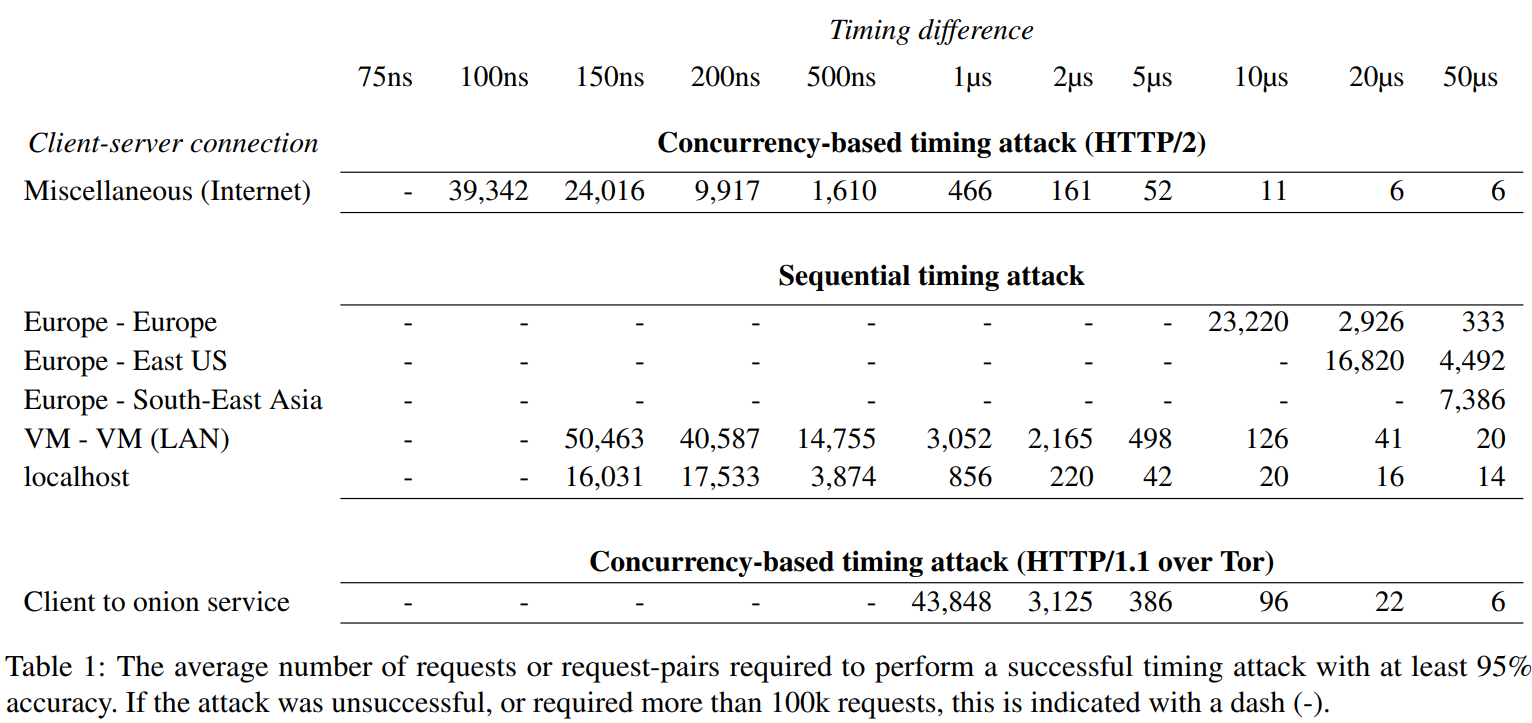 Timing difference
75ns 100ns 150ns 200ns 500ns 1µs 2µs 5µs 10µs 20µs 50µs
Client-server connection Concurrency-based timing attack (HTTP/2)
Miscellaneous (Internet) - 39,342 24,016 9,917 1,610 466 161 52 11 6 6
Sequential timing attack
Europe - Europe - - - - - - - - 23,220 2,926 333
Europe - East US - - - - - - - - - 16,820 4,492
Europe - South-East Asia - - - - - - - - - - 7,386
VM - VM (LAN) - - 50,463 40,587 14,755 3,052 2,165 498 126 41 20
localhost - - 16,031 17,533 3,874 856 220 42 20 16 14
Concurrency-based timing attack (HTTP/1.1 over Tor)
Client to onion service - - - - - 43,848 3,125 386 96 22 6
Table 1: The average number of requests or request-pairs required to perform a successful timing attack with at least 95%
accuracy. If the attack was unsuccessful, or required more than 100k requests, this is indicated with a dash (-).